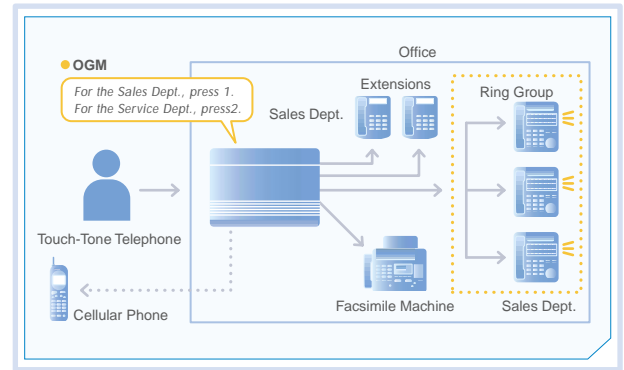 Office
OGM
For the Sales Dept., press 1.
For the Service Dept., press2.
Extensions
Ring Group
Sales Dept.
Touch-Tone Telephone
Cellular Phone
Facsimile Machine
Sales Dept.